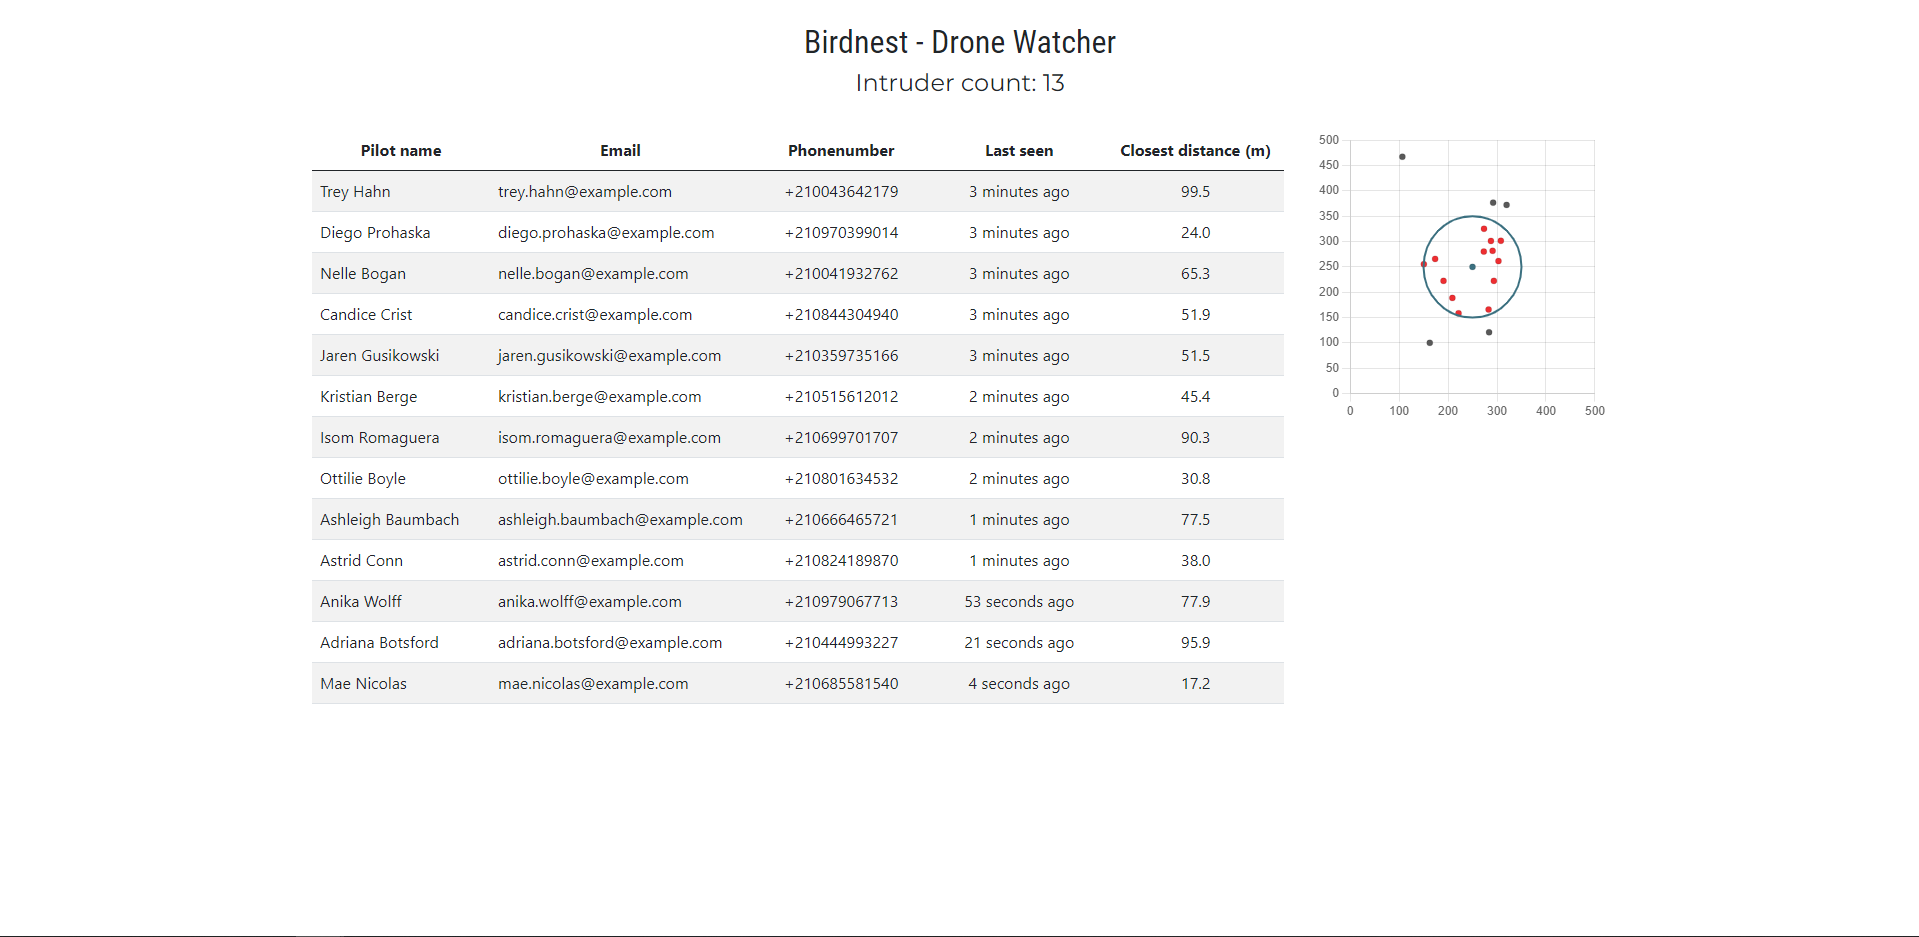 Birdnest - Drone Watcher
Intruder count: 13
Pilot name Email Phonenumber Last seen Closest distance (m)
Trey Hahn trey.hahn@example.com +210043642179 3 minutes ago 99.5
Diego Prohaska diego.prohaska@example.com +210970399014 3 minutes ago 24.0
Nelle Bogan nelle.bogan@example.com +210041932762 3 minutes ago 65.3
Candice Crist candice.crist@example.com +210844304940 3 minutes ago 51.9
Jaren Gusikowski jaren.gusikowski@example.com +210359735166 3 minutes ago 51.5
Kristian Berge kristian.berge@example.com +210515612012 2 minutes ago 45.4
Isom Romaguera isom.romaguera@example.com +210699701707 2 minutes ago 90.3
Ottilie Boyle ottilie.boyle@example.com +210801634532 2 minutes ago 30.8
Ashleigh Baumbach ashleigh.baumbach@example.com +210666465721 1 minutes ago 77.5
Astrid Conn astrid.conn@example.com +210824189870 1 minutes ago 38.0
Anika Wolff anika.wolff@example.com +210979067713 53 seconds ago 77.9
Adriana Botsford adriana.botsford@example.com +210444993227 21 seconds ago 95.9
Mae Nicolas mae.nicolas@example.com +210685581540 4 seconds ago 17.2
500
450
400
350
300
250
200
150
100
50
0
0 100 200 300 400 500